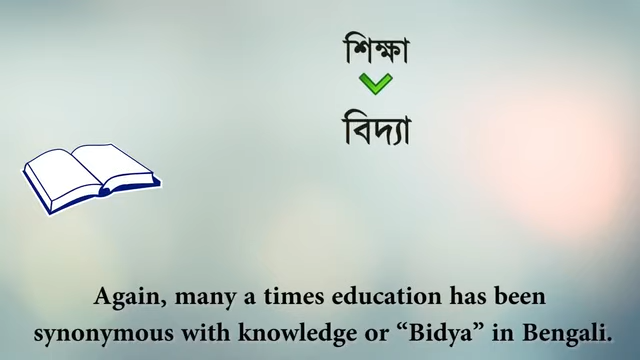 শিক্ষা
বিদ্যা
Again, many a times education has been
synonymous with knowledge or “Bidya” in Bengali.